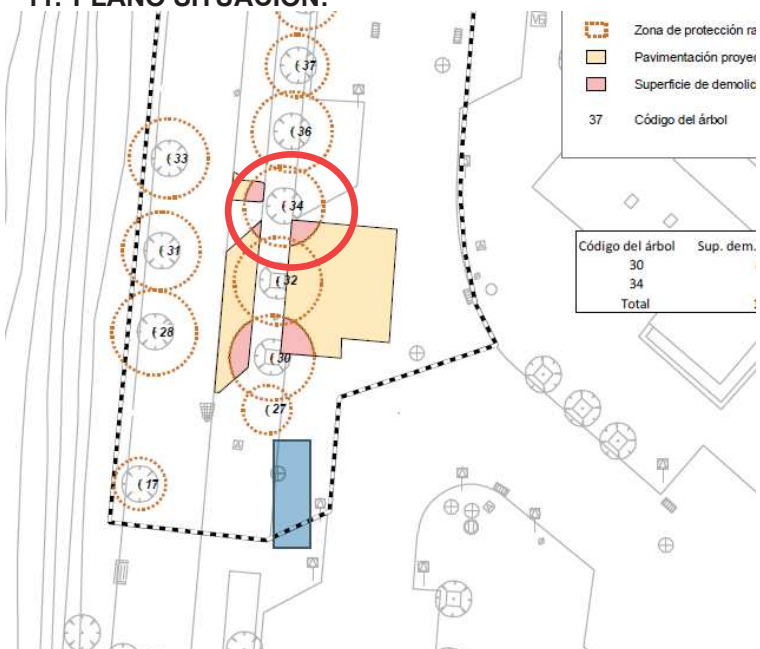 11. PLANO SITUACIÓN.
Zona de protección ra
Pavimentación proye
Superficie de demolic
37 Código del árbol
37
36
33
34
31
32
28
30
27
17
Código del árbol Sup. dem.
30
34
Total